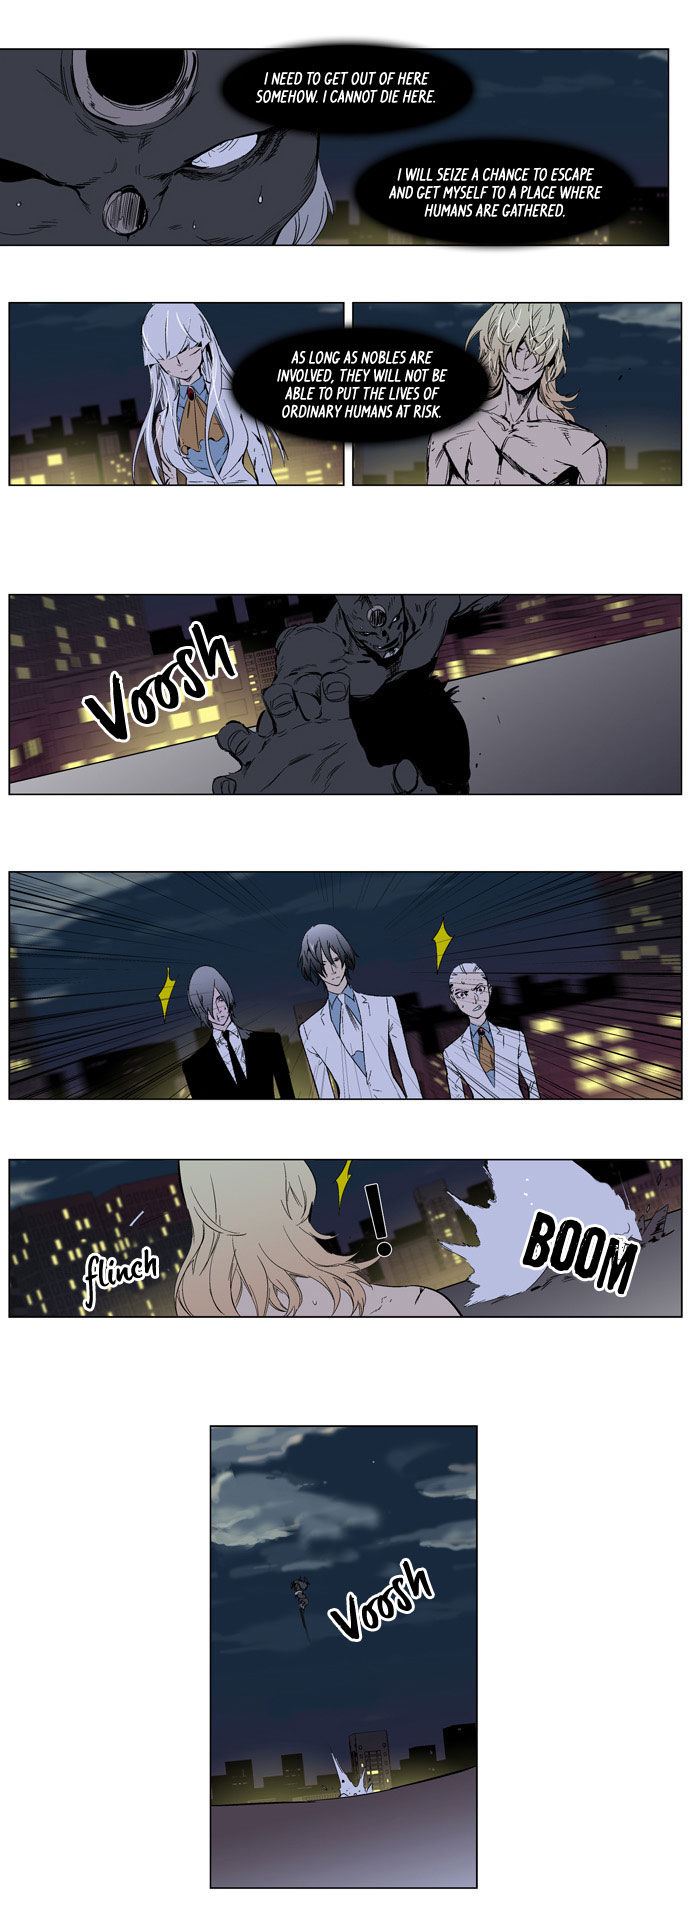 I NEED TO GET OUT OF HERE
SOMEHOW. I CANNOT DIE HERE.
I WILL SEIZE A CHANCE TO ESCAPE
AND GET MYSELF TO A PLACE WHERE
HUMANS ARE GATHERED.
AS LONG AS NOBLES ARE
INVOLVED, THEY WILL NOT BE
ABLE TO PUT THE LIVES OF
ORDINARY HUMANS AT RISK.
Voosh
!
flinch
BOOM
Voosh